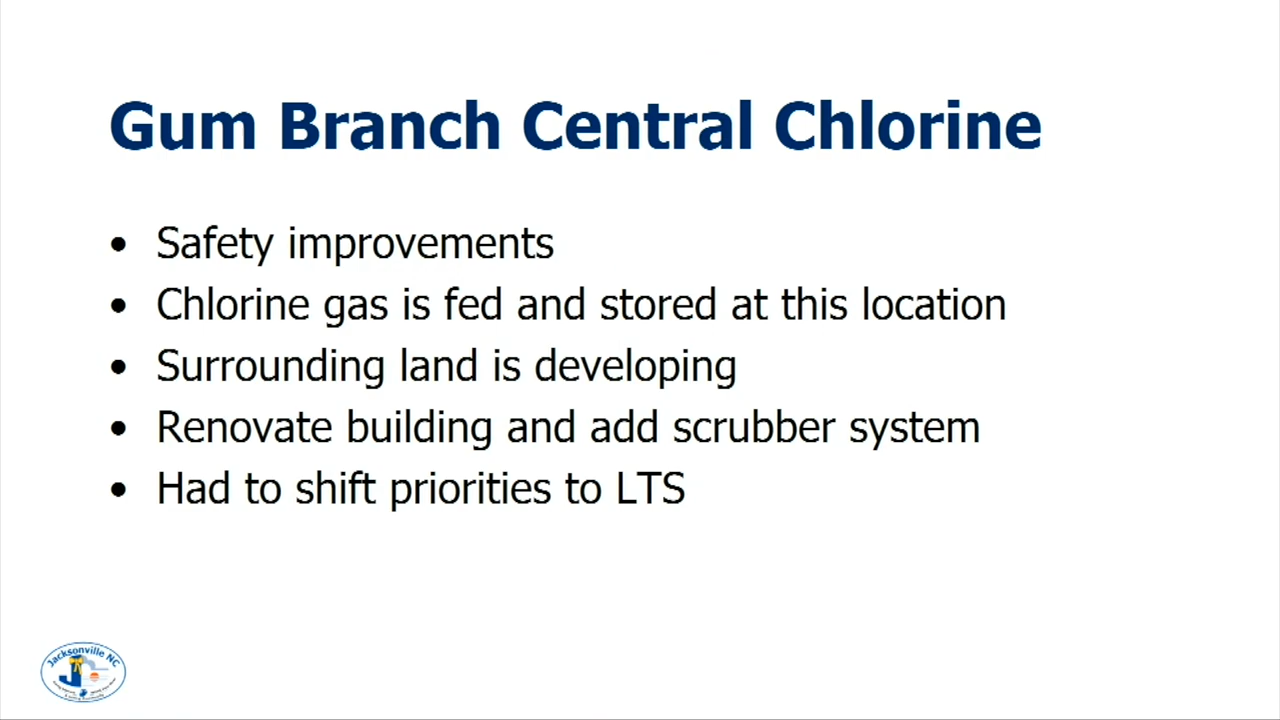 Gum Branch Central Chlorine
• Safety improvements
• Chlorine gas is fed and stored at this location
• Surrounding land is developing
• Renovate building and add scrubber system
• Had to shift priorities to LTS
Jacksonville NC